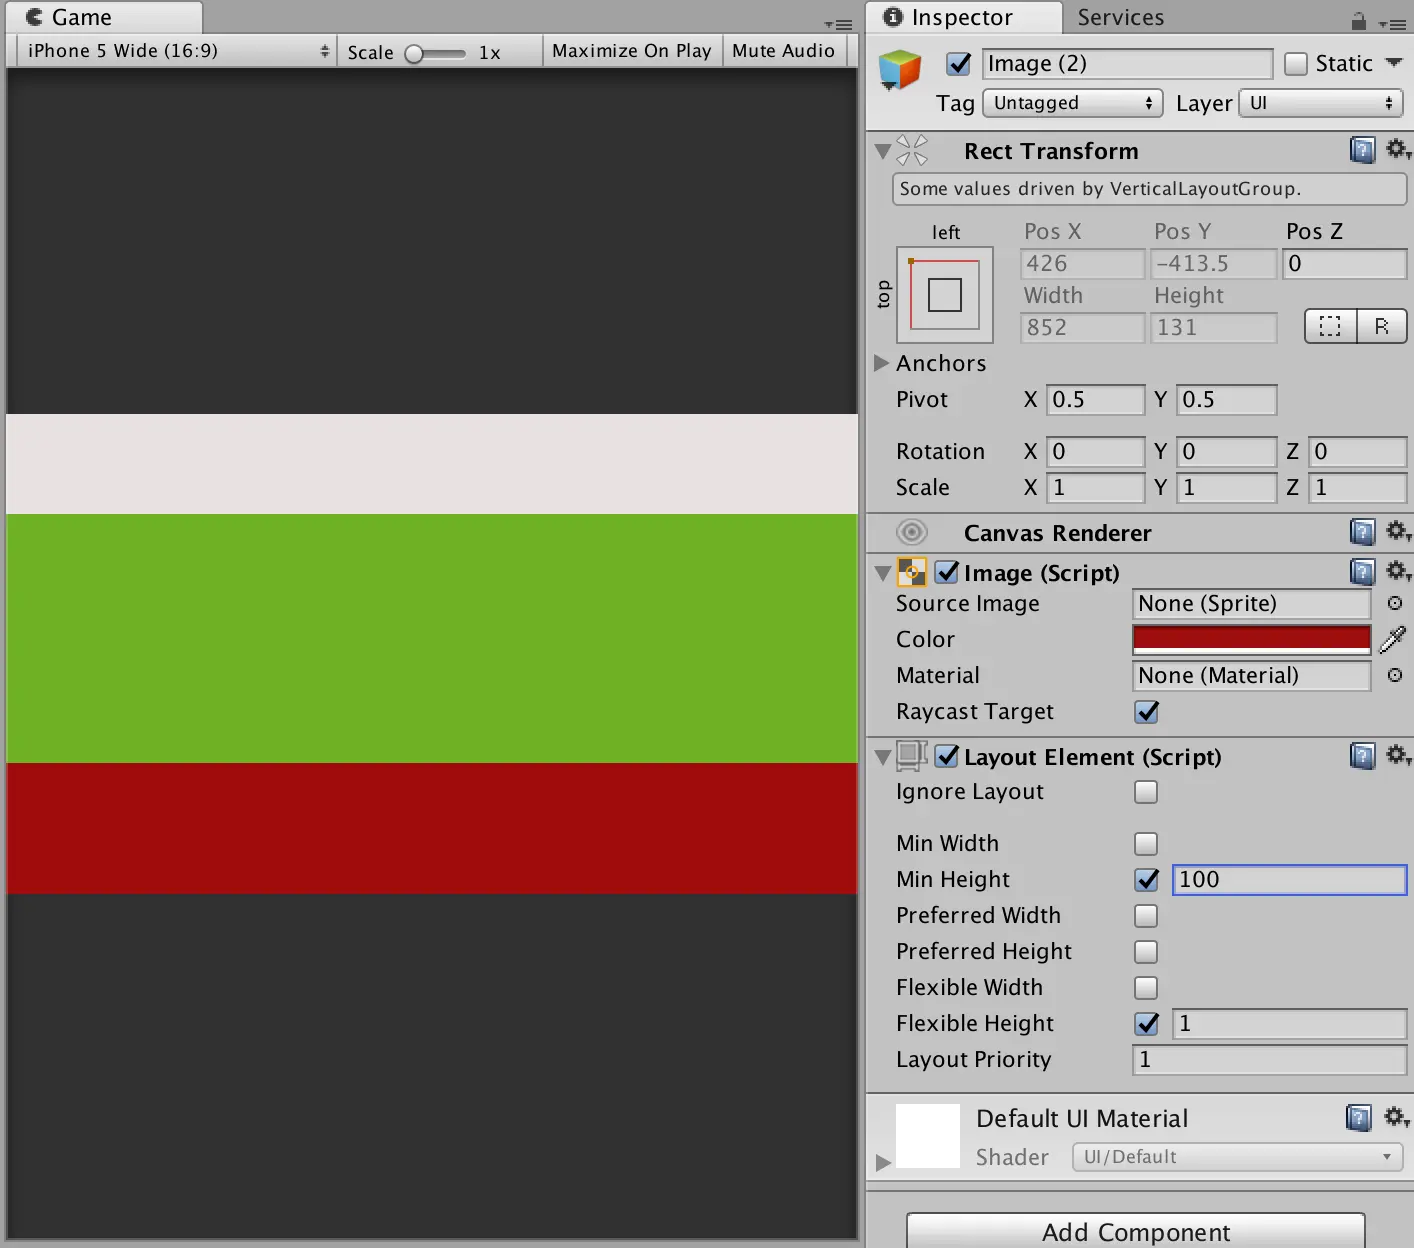 Game
iPhone 5 Wide (16:9) Scale 1x Maximize On Play Mute Audio
Inspector Services
Image (2) Static
Tag Untagged Layer UI
Rect Transform
Some values driven by VerticalLayoutGroup.
left Pos X Pos Y Pos Z
top 426 -413.5 0
Width Height
852 131 R
Anchors
Pivot X 0.5 Y 0.5
Rotation X 0 Y 0 Z 0
Scale X 1 Y 1 Z 1
Canvas Renderer
Image (Script)
Source Image None (Sprite)
Color
Material None (Material)
Raycast Target
Layout Element (Script)
Ignore Layout
Min Width
Min Height 100
Preferred Width
Preferred Height
Flexible Width
Flexible Height 1
Layout Priority 1
Default UI Material
Shader UI/Default
Add Component